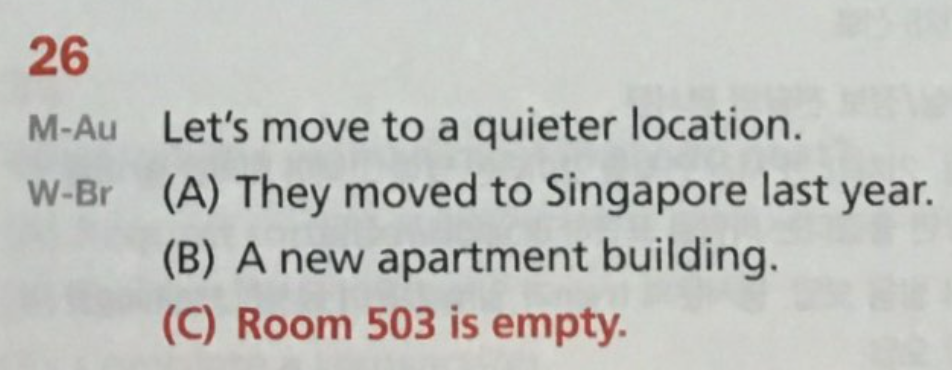 26
M-Au Let's move to a quieter location.
W-Br (A) They moved to Singapore last year.
(B) A new apartment building.
(C) Room 503 is empty.